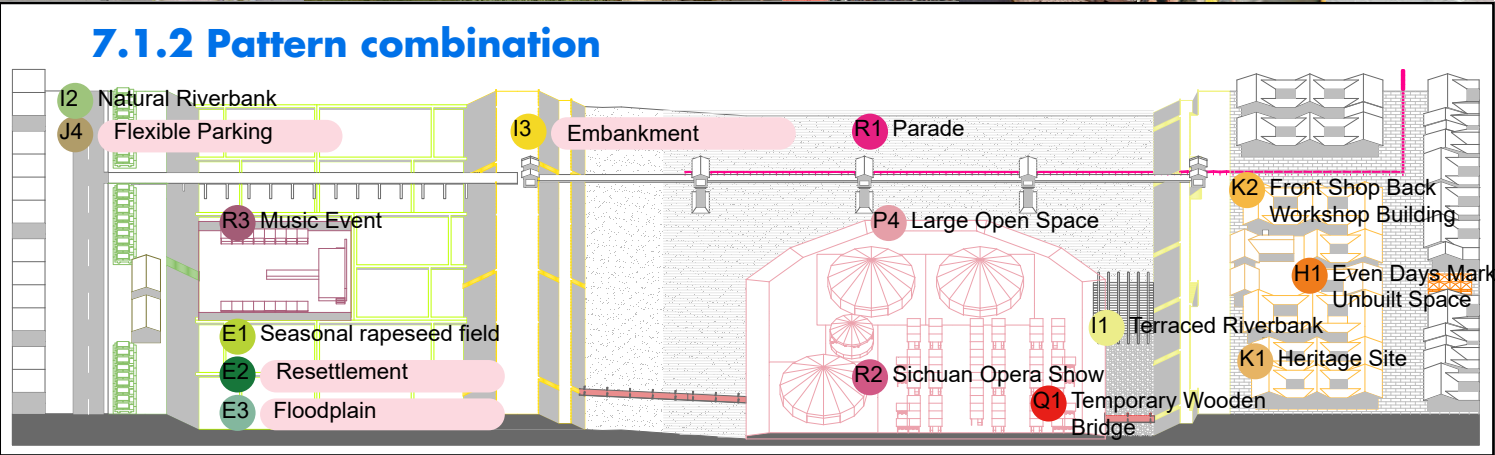 7.1.2 Pattern combination
I2 Natural Riverbank
J4 Flexible Parking
I3 Embankment
R1 Parade
K2 Front Shop Back
Workshop Building
R3 Music Event
P4 Large Open Space
H1 Even Days Mark
Unbuilt Space
E1 Seasonal rapeseed field
I1 Terraced Riverbank
K1 Heritage Site
E2 Resettlement
R2 Sichuan Opera Show
E3 Floodplain
Q1 Temporary Wooden
Bridge